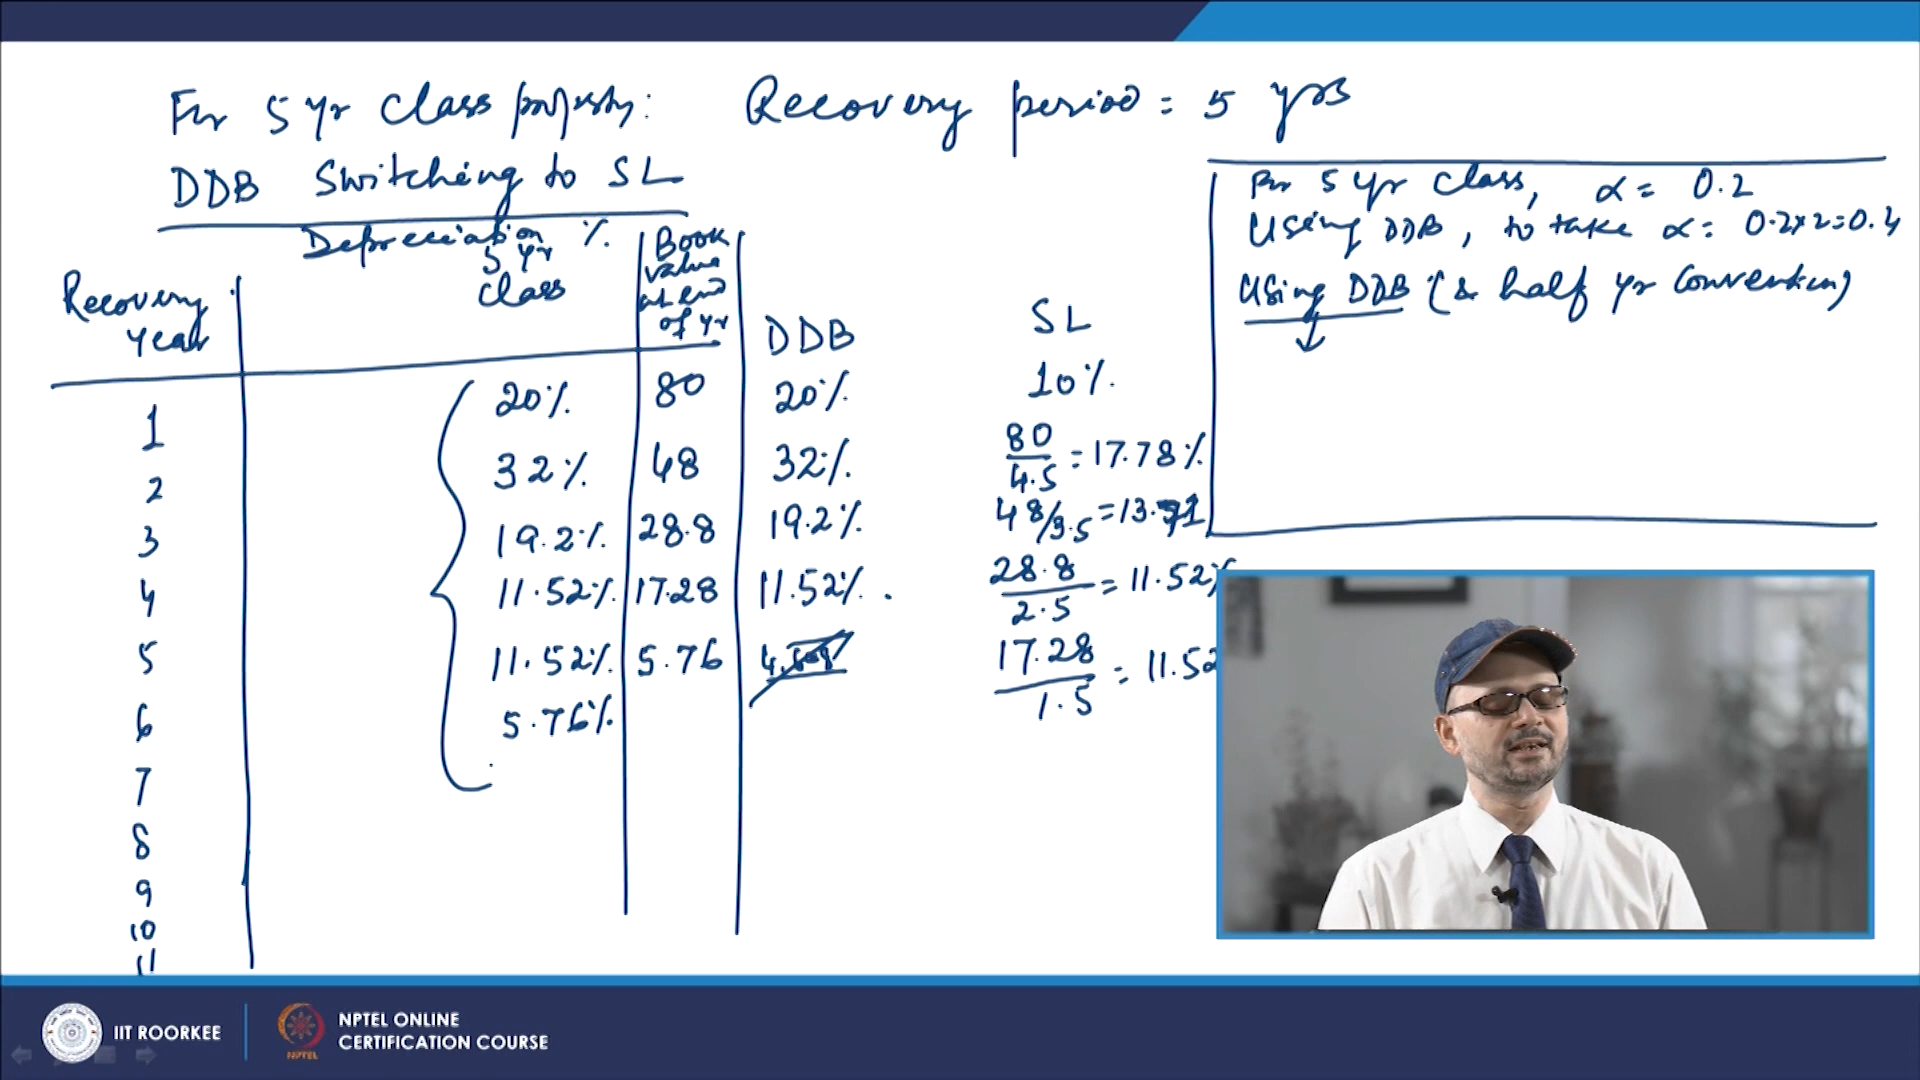 For 5 yr class property: Recovery period = 5 yrs
DDB Switching to SL
Depreciation %
5 yr
class
Book
value
at end
of yr
Recovery
year
DDB
SL
1 20% 80 20% 10%
2 32% 48 32% 80/4.5 = 17.78%
3 19.2% 28.8 19.2% 48/3.5 = 13.71
4 11.52% 17.28 11.52% . 28.8/2.5 = 11.52%
5 11.52% 5.76 17.28/1.5 = 11.52
6 5.76%
7
8
9
10
11
For 5 yr class, α = 0.2
Using DDB, to take α = 0.2x2=0.4
Using DDB (& half yr convention)
IIT ROORKEE
NPTEL
NPTEL ONLINE
CERTIFICATION COURSE